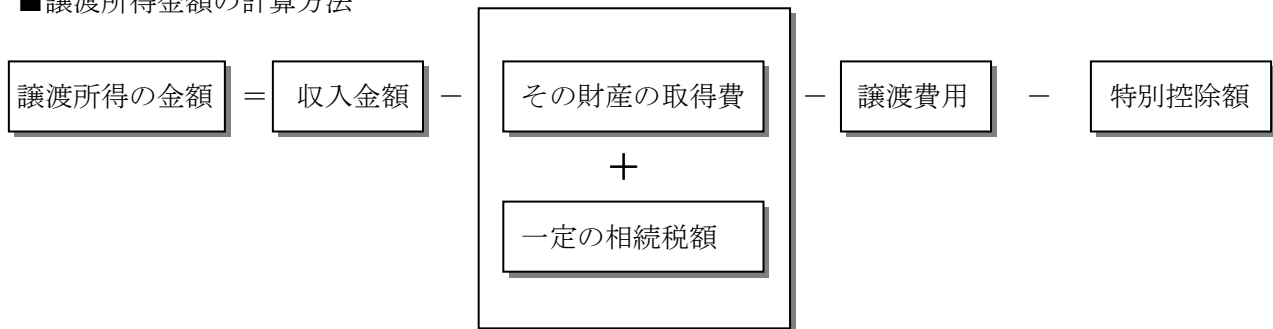 ■譲渡所得金額の計算方法
譲渡所得の金額 ＝ 収入金額 － その財産の取得費 － 譲渡費用 － 特別控除額
＋
一定の相続税額